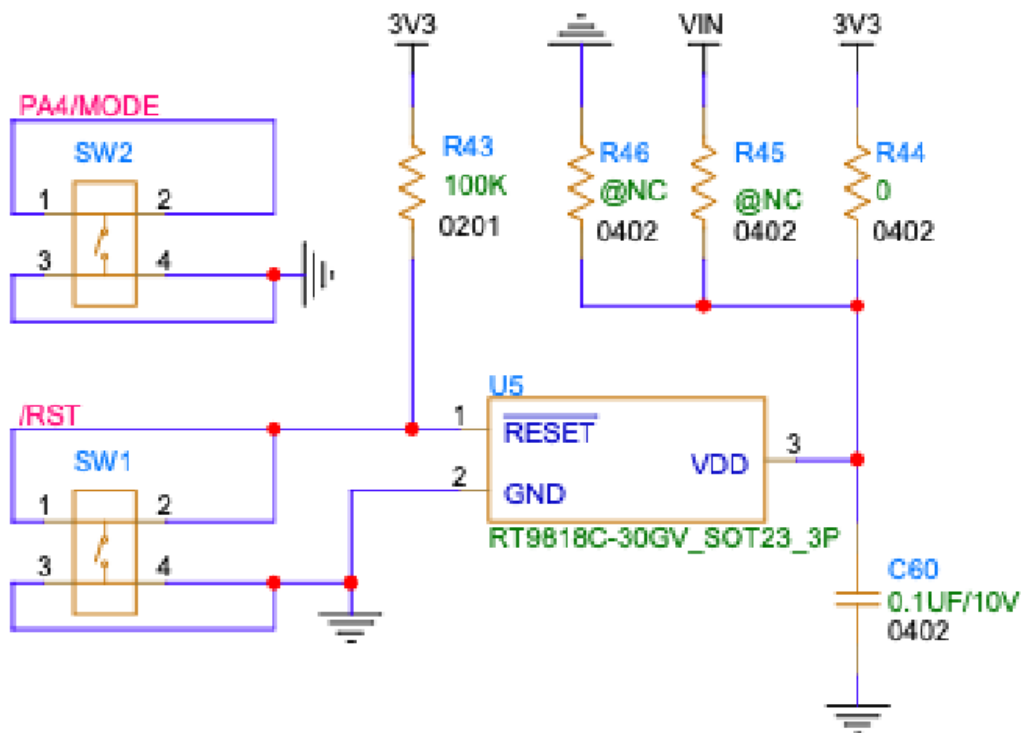 3V3
VIN
3V3
PA4/MODE
SW2
1
2
3
4
R43
100K
0201
R46
@NC
0402
R45
@NC
0402
R44
0
0402
/RST
SW1
1
2
3
4
U5
1
RESET
2
GND
VDD
3
RT9818C-30GV_SOT23_3P
C60
0.1UF/10V
0402